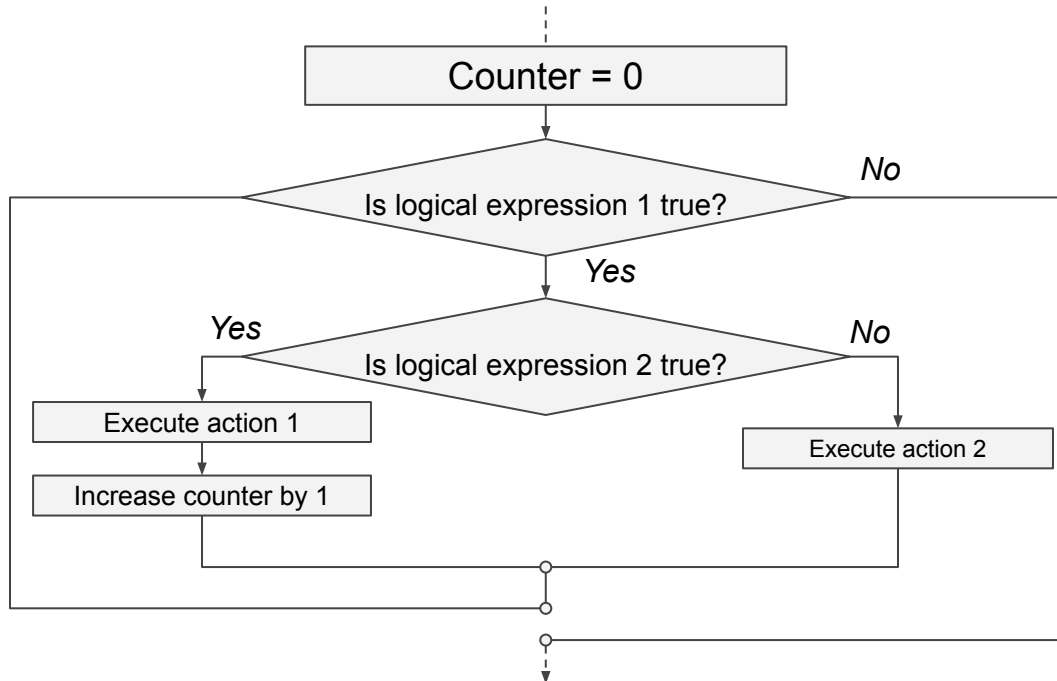 Counter = 0
No
Is logical expression 1 true?
Yes
Yes
No
Is logical expression 2 true?
Execute action 1
Execute action 2
Increase counter by 1